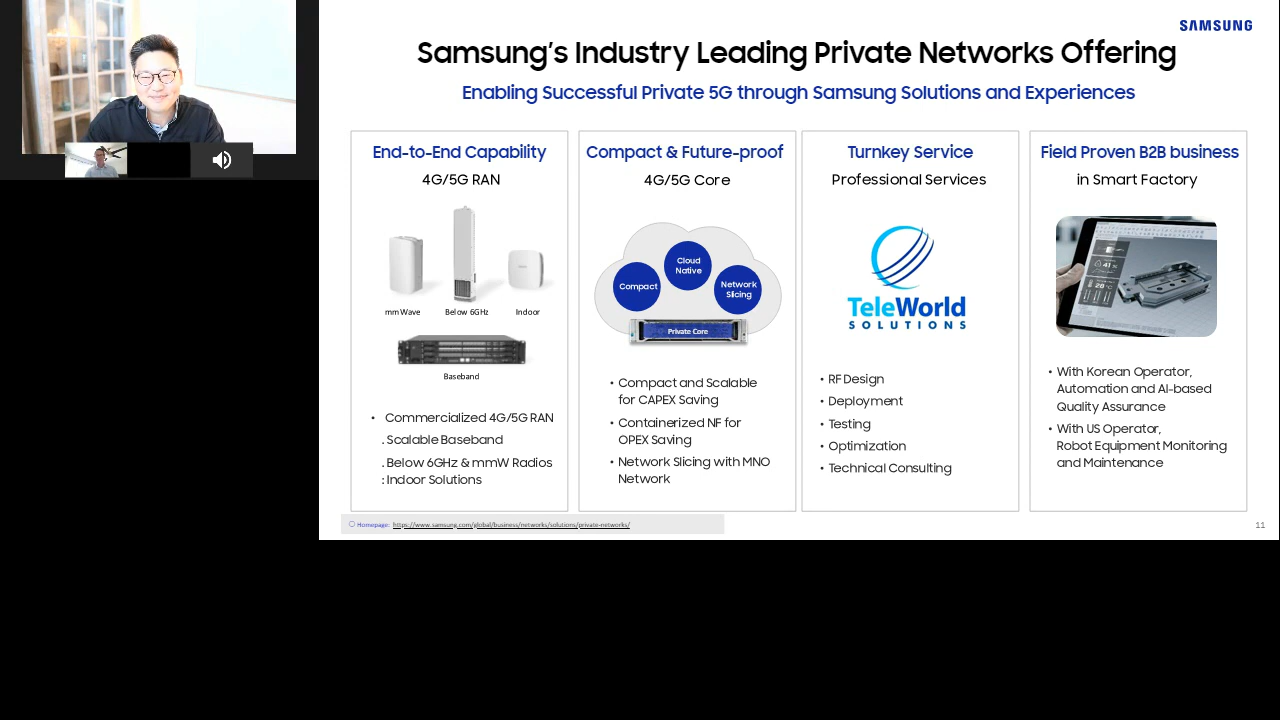 SAMSUNG
Samsung's Industry Leading Private Networks Offering
Enabling Successful Private 5G through Samsung Solutions and Experiences
End-to-End Capability
4G/5G RAN
mmWave
Below 6GHz
Indoor
Baseband
• Commercialized 4G/5G RAN
. Scalable Baseband
. Below 6GHz & mmW Radios
: Indoor Solutions
Compact & Future-proof
4G/5G Core
Cloud
Native
Compact
Network
Slicing
Private Core
• Compact and Scalable
for CAPEX Saving
• Containerized NF for
OPEX Saving
• Network Slicing with MNO
Network
Turnkey Service
Professional Services
TeleWorld
SOLUTIONS
• RF Design
• Deployment
• Testing
• Optimization
• Technical Consulting
Field Proven B2B business
in Smart Factory
• With Korean Operator,
Automation and AI-based
Quality Assurance
• With US Operator,
Robot Equipment Monitoring
and Maintenance
Homepage: https://www.samsung.com/global/business/networks/solutions/private-networks/
11